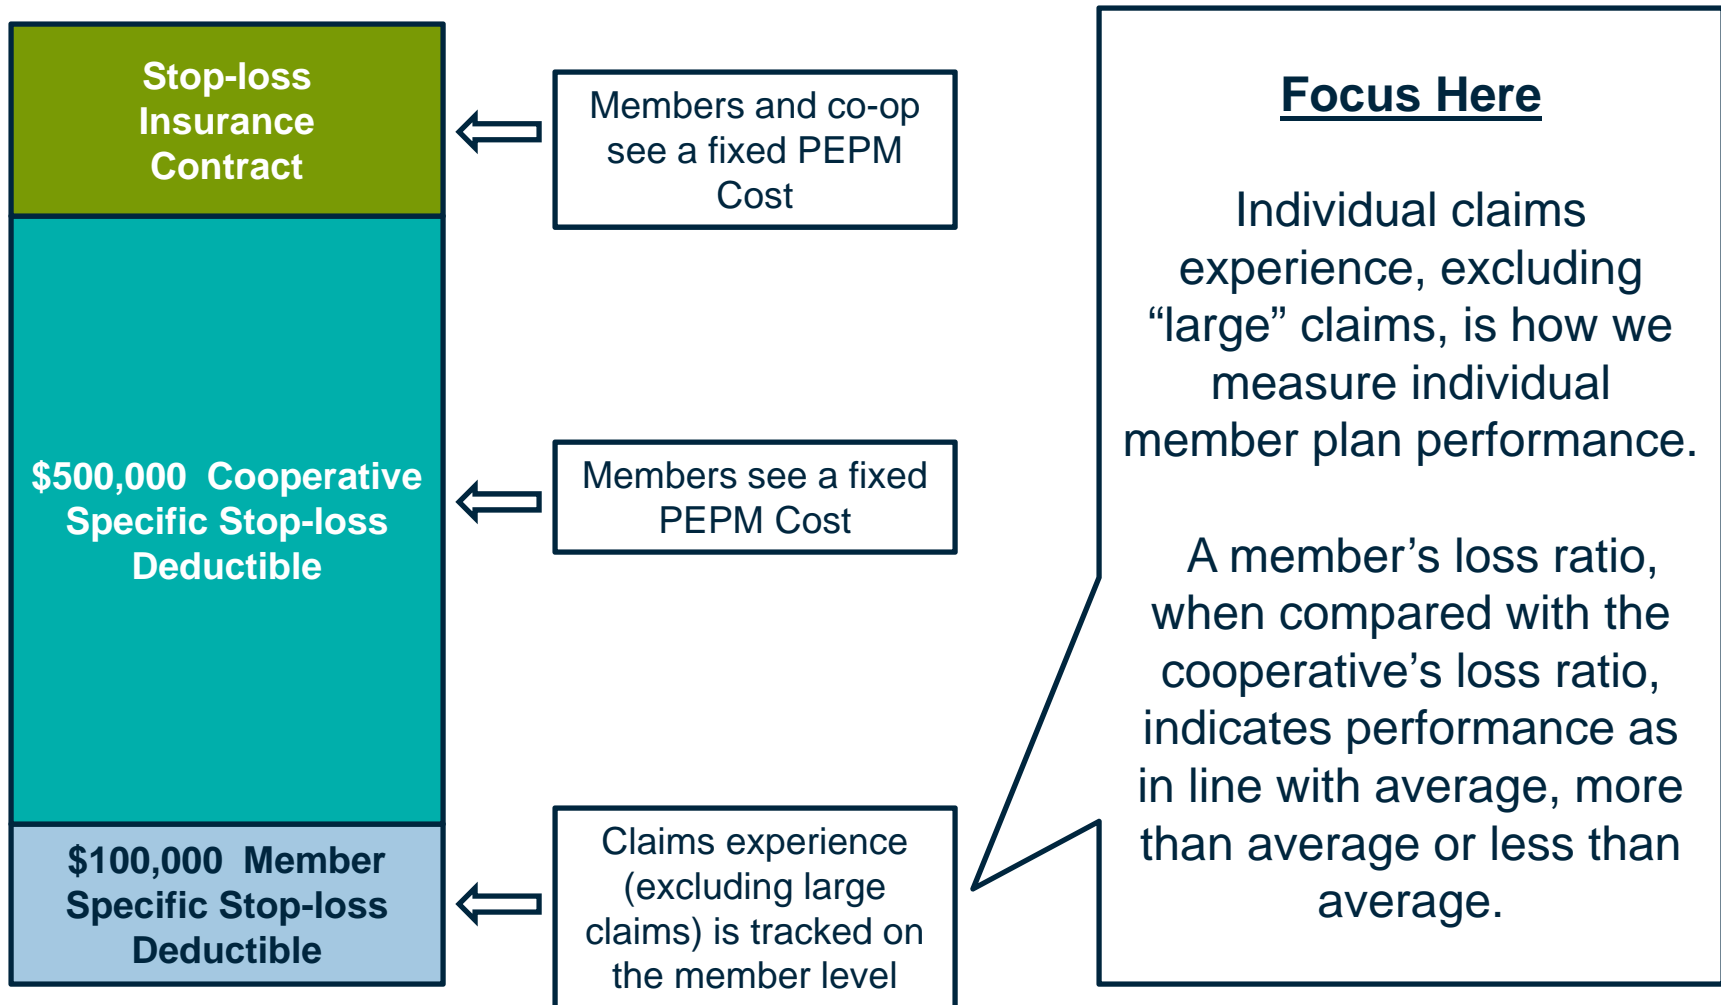 Stop-loss
Insurance
Contract
Members and co-op
see a fixed PEPM
Cost
$500,000  Cooperative
Specific Stop-loss
Deductible
Members see a fixed
PEPM Cost
$100,000  Member
Specific Stop-loss
Deductible
Claims experience
(excluding large
claims) is tracked on
the member level
Focus Here
Individual claims
experience, excluding
“large” claims, is how we
measure individual
member plan performance.
A member’s loss ratio,
when compared with the
cooperative’s loss ratio,
indicates performance as
in line with average, more
than average or less than
average.